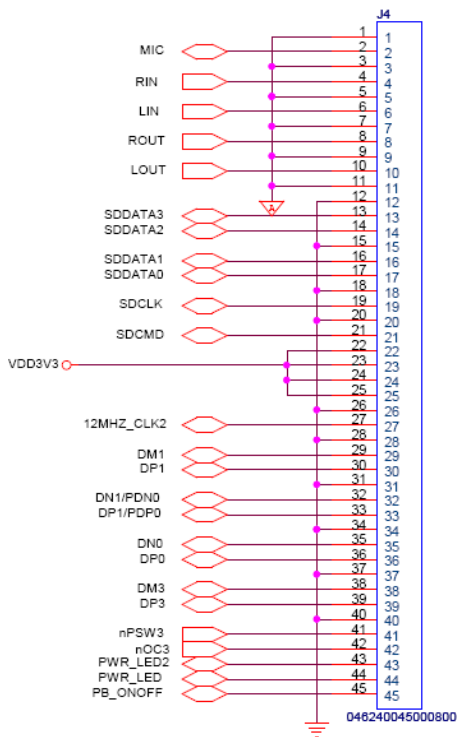 J4
1 1
MIC 2 2
3 3
RIN 4 4
5 5
LIN 6 6
7 7
ROUT 8 8
9 9
LOUT 10 10
11 11
12 12
A
SDDATA3 13 13
SDDATA2 14 14
15 15
SDDATA1 16 16
SDDATA0 17 17
18 18
SDCLK 19 19
20 20
SDCMD 21 21
22 22
VDD3V3 23 23
24 24
25 25
26 26
12MHZ_CLK2 27 27
28 28
DM1 29 29
DP1 30 30
31 31
DN1/PDN0 32 32
DP1/PDP0 33 33
34 34
DN0 35 35
DP0 36 36
37 37
DM3 38 38
DP3 39 39
40 40
nPSW3 41 41
nOC3 42 42
PWR_LED2 43 43
PWR_LED 44 44
PB_ONOFF 45 45
046240045000800